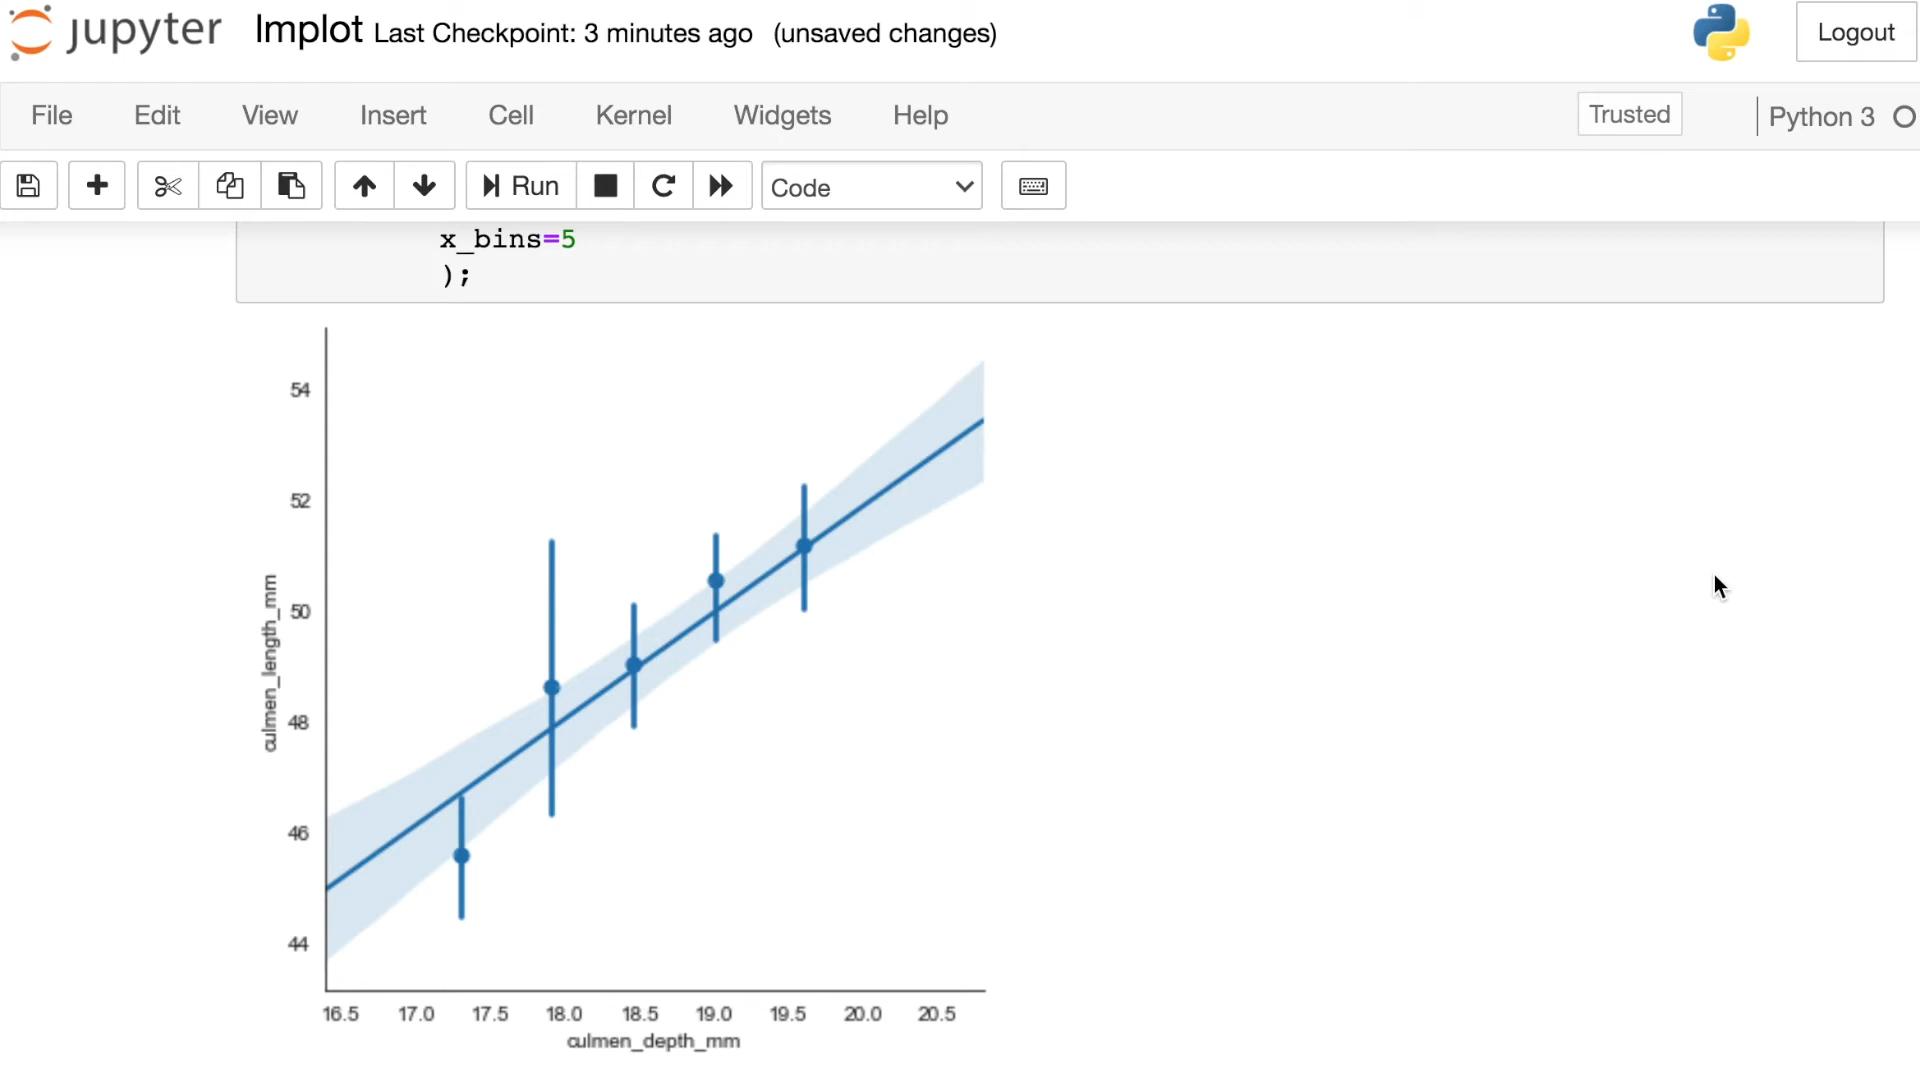 jupyter lmplot Last Checkpoint: 3 minutes ago (unsaved changes) Logout
File Edit View Insert Cell Kernel Widgets Help Trusted Python 3
Run Code
x_bins=5
);
54
52
50
48
46
44
culmen_length_mm
16.5 17.0 17.5 18.0 18.5 19.0 19.5 20.0 20.5
culmen_depth_mm